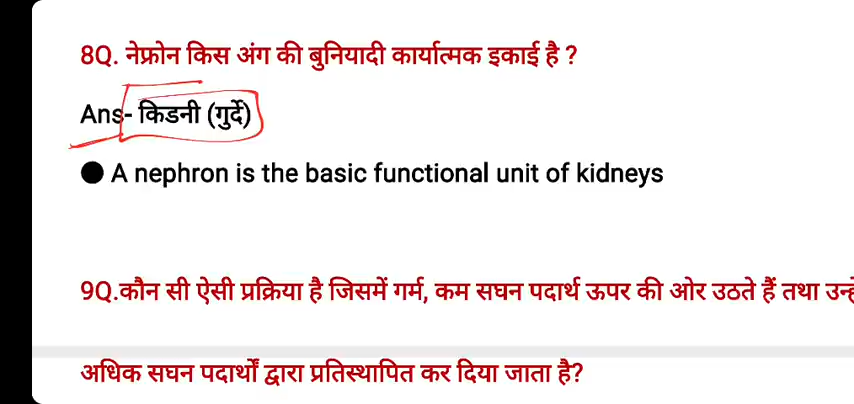 8Q. नेफ्रोन किस अंग की बुनियादी कार्यात्मक इकाई है ?
Ans- किडनी (गुर्दे)
● A nephron is the basic functional unit of kidneys
9Q.कौन सी ऐसी प्रक्रिया है जिसमें गर्म, कम सघन पदार्थ ऊपर की ओर उठते हैं तथा
अधिक सघन पदार्थों द्वारा प्रतिस्थापित कर दिया जाता है?